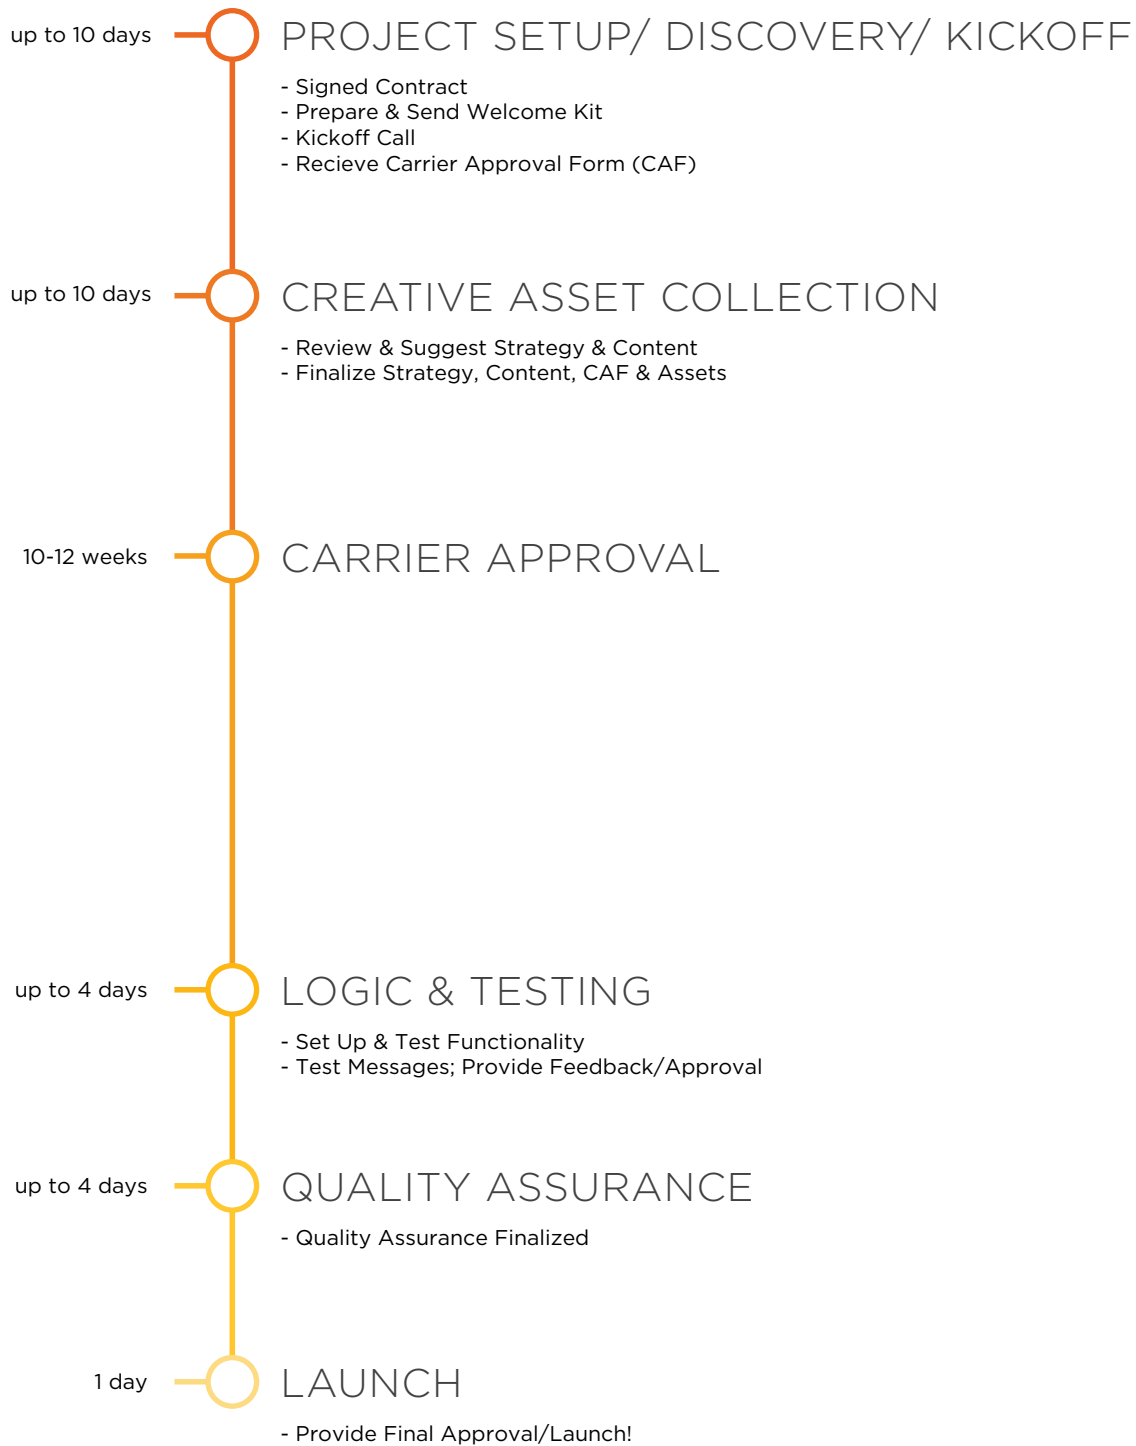 up to 10 days
PROJECT SETUP/ DISCOVERY/ KICKOFF
- Signed Contract
- Prepare & Send Welcome Kit
- Kickoff Call
- Recieve Carrier Approval Form (CAF)
up to 10 days
CREATIVE ASSET COLLECTION
- Review & Suggest Strategy & Content
- Finalize Strategy, Content, CAF & Assets
10-12 weeks
CARRIER APPROVAL
up to 4 days
LOGIC & TESTING
- Set Up & Test Functionality
- Test Messages; Provide Feedback/Approval
up to 4 days
QUALITY ASSURANCE
- Quality Assurance Finalized
1 day
LAUNCH
- Provide Final Approval/Launch!